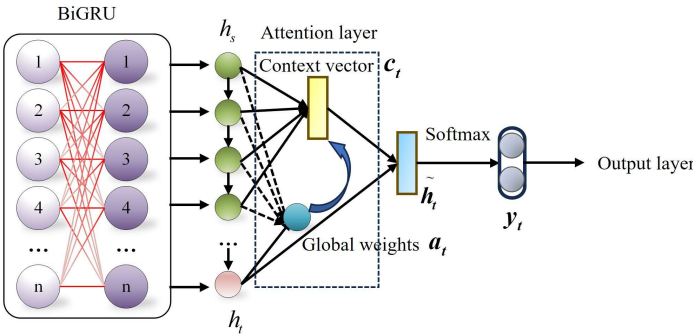 BiGRU
1 1
2 2
3 3
4 4
... ...
n n
h_s
...
h_t
Attention layer
Context vector c_t
Global weights a_t
h̃_t
Softmax
y_t
Output layer